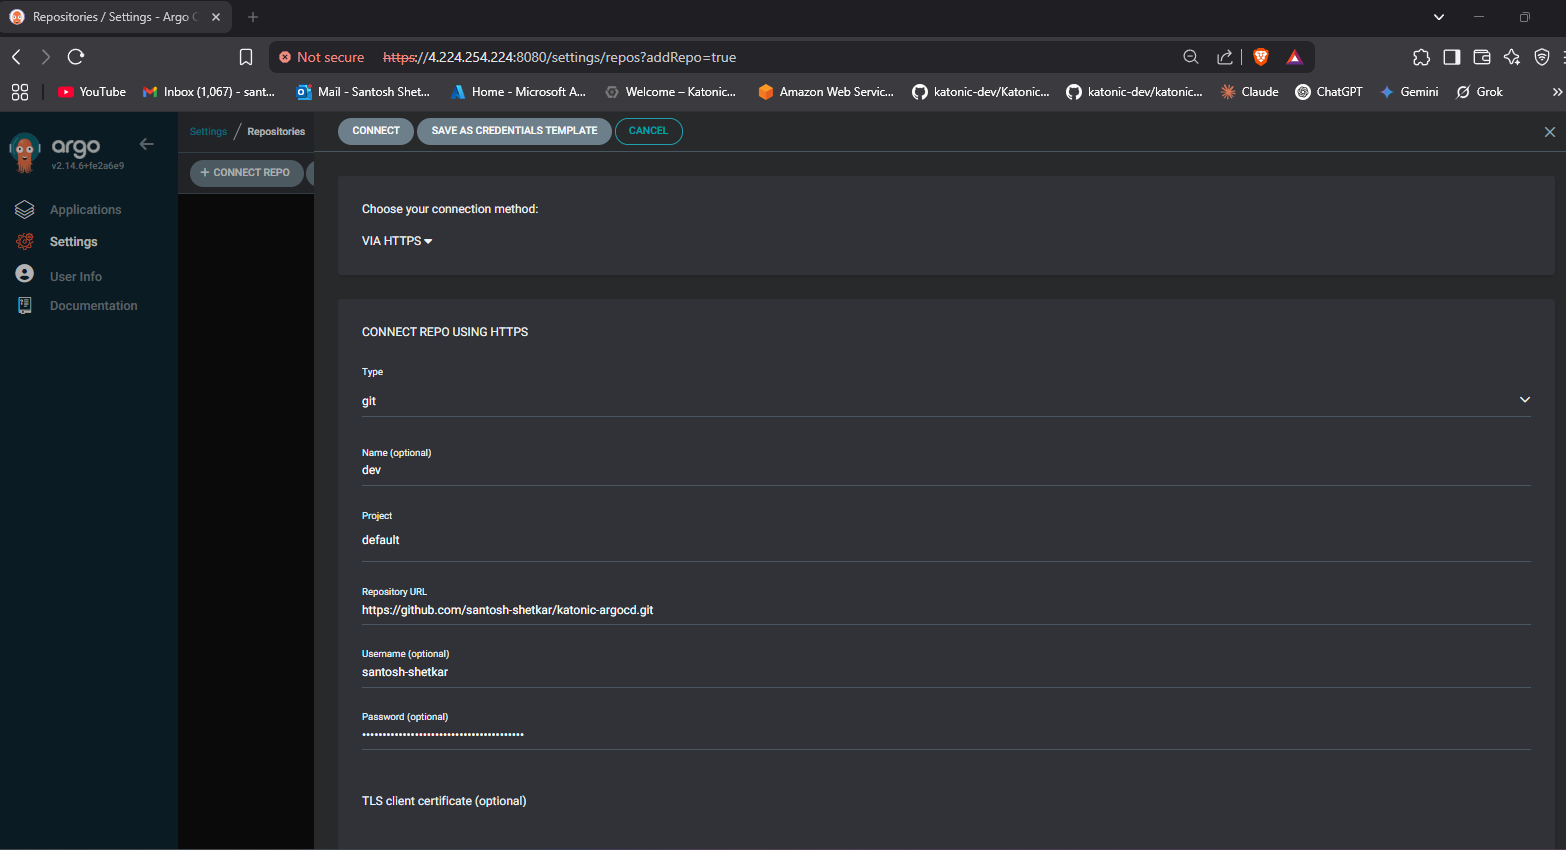 Repositories / Settings - Argo C
Not secure https://4.224.254.224:8080/settings/repos?addRepo=true
YouTube Inbox (1,067) - sant... Mail - Santosh Shet... Home - Microsoft A... Welcome – Katonic... Amazon Web Servic... katonic-dev/Katonic... katonic-dev/katonic... Claude ChatGPT Gemini Grok »
argo
v2.14.6+fe2a6e9
Applications
Settings
User Info
Documentation
Settings / Repositories
+ CONNECT REPO
CONNECT SAVE AS CREDENTIALS TEMPLATE CANCEL
Choose your connection method:
VIA HTTPS
CONNECT REPO USING HTTPS
Type
git
Name (optional)
dev
Project
default
Repository URL
https://github.com/santosh-shetkar/katonic-argocd.git
Username (optional)
santosh-shetkar
Password (optional)
TLS client certificate (optional)